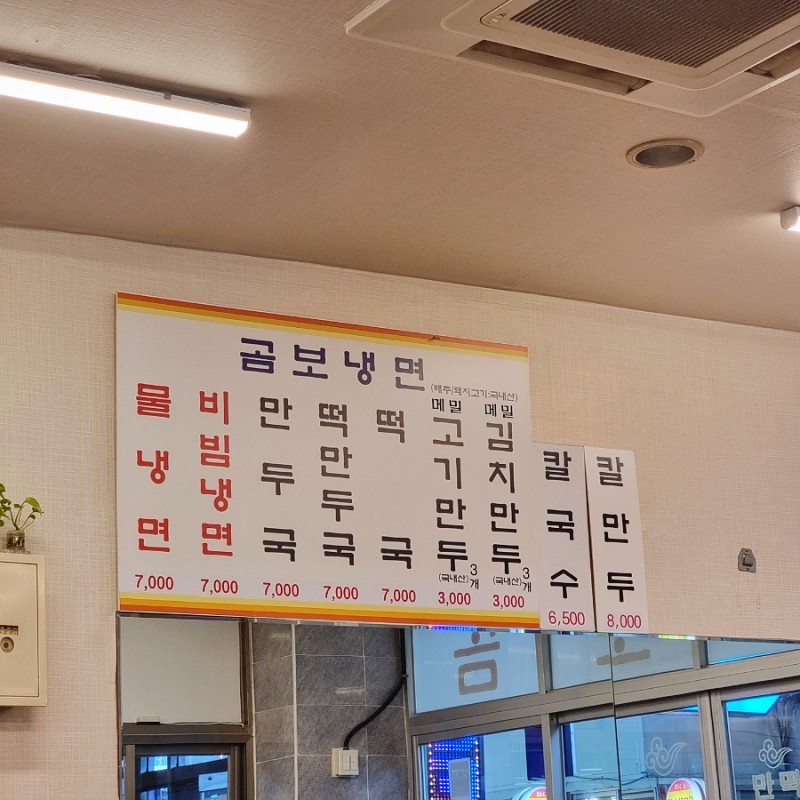 곰보냉면
(배추/돼지고기:국내산)
물냉면
7,000
비빔냉면
7,000
만두국
7,000
떡만두국
7,000
떡국
7,000
메밀
고기만두
(국내산) 3개
3,000
메밀
김치만두
(국내산) 3개
3,000
칼국수
6,500
칼만두
8,000
곰
만 떡